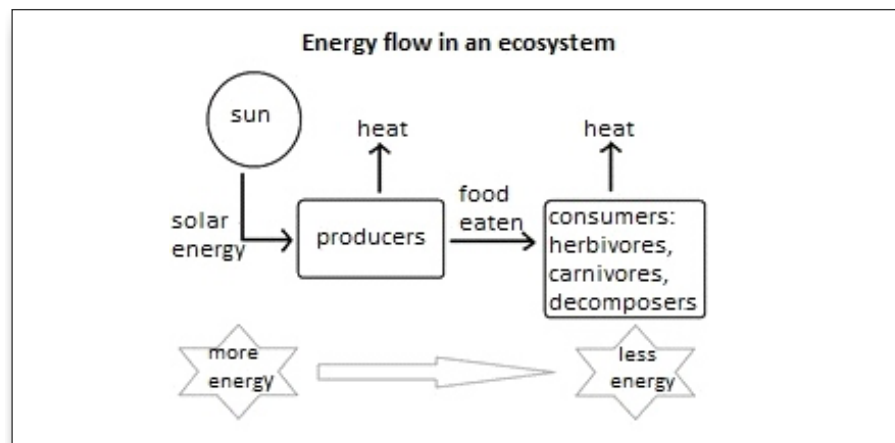 Energy flow in an ecosystem
sun
heat
heat
solar
energy
producers
food
eaten
consumers:
herbivores,
carnivores,
decomposers
more
energy
less
energy